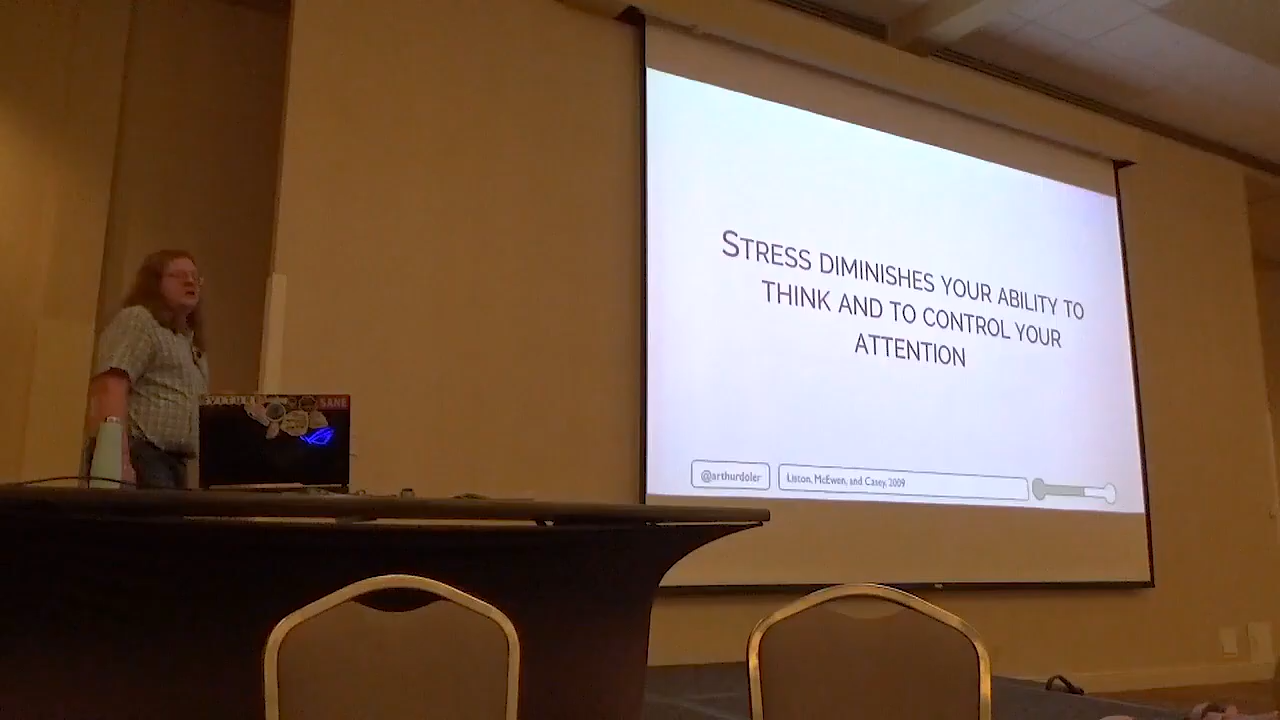 STRESS DIMINISHES YOUR ABILITY TO
THINK AND TO CONTROL YOUR
ATTENTION
@arthurdoler
Liston, McEwen, and Casey, 2009
SANE